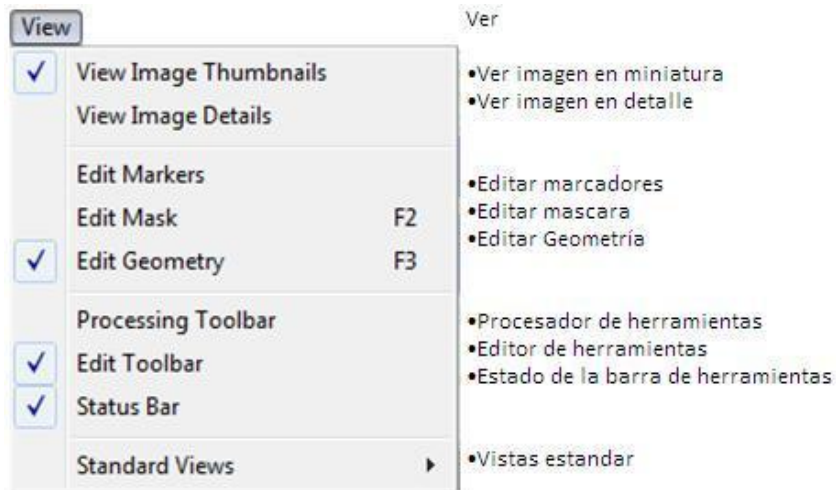 View
View Image Thumbnails
View Image Details
Edit Markers
Edit Mask F2
Edit Geometry F3
Processing Toolbar
Edit Toolbar
Status Bar
Standard Views
Ver
•Ver imagen en miniatura
•Ver imagen en detalle
•Editar marcadores
•Editar mascara
•Editar Geometría
•Procesador de herramientas
•Editor de herramientas
•Estado de la barra de herramientas
•Vistas estandar